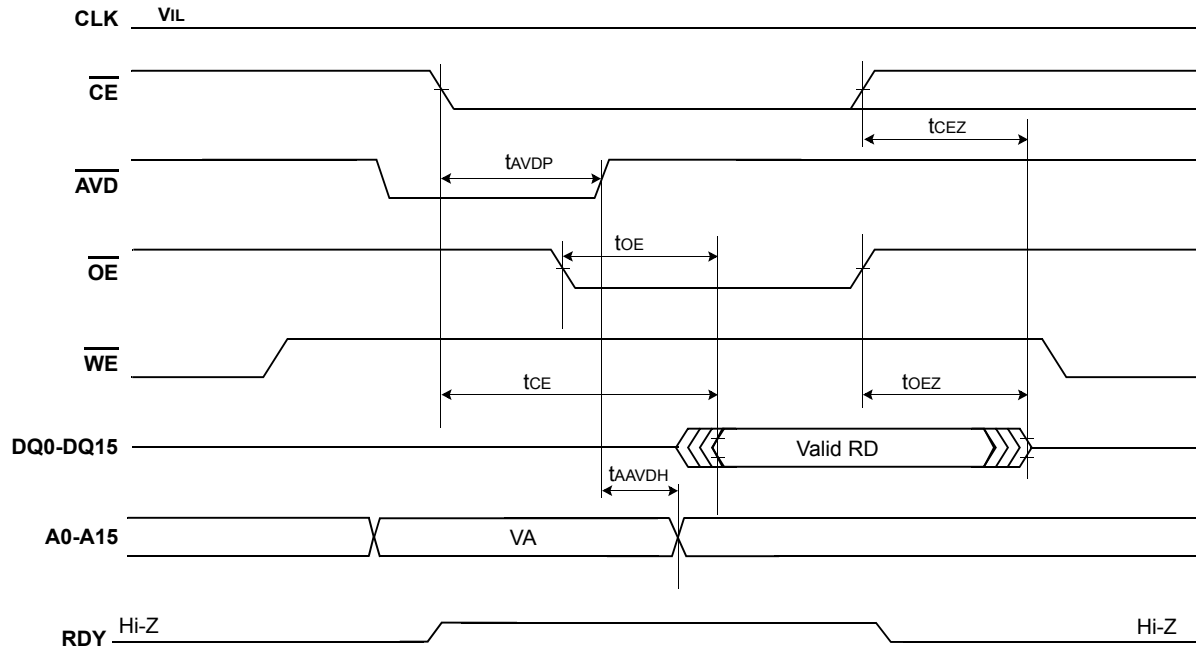 CLK VIL
CE
tCEZ
AVD tAVDP
OE tOE
WE
tCE tOEZ
DQ0-DQ15 Valid RD
tAAVDH
A0-A15 VA
RDY Hi-Z Hi-Z